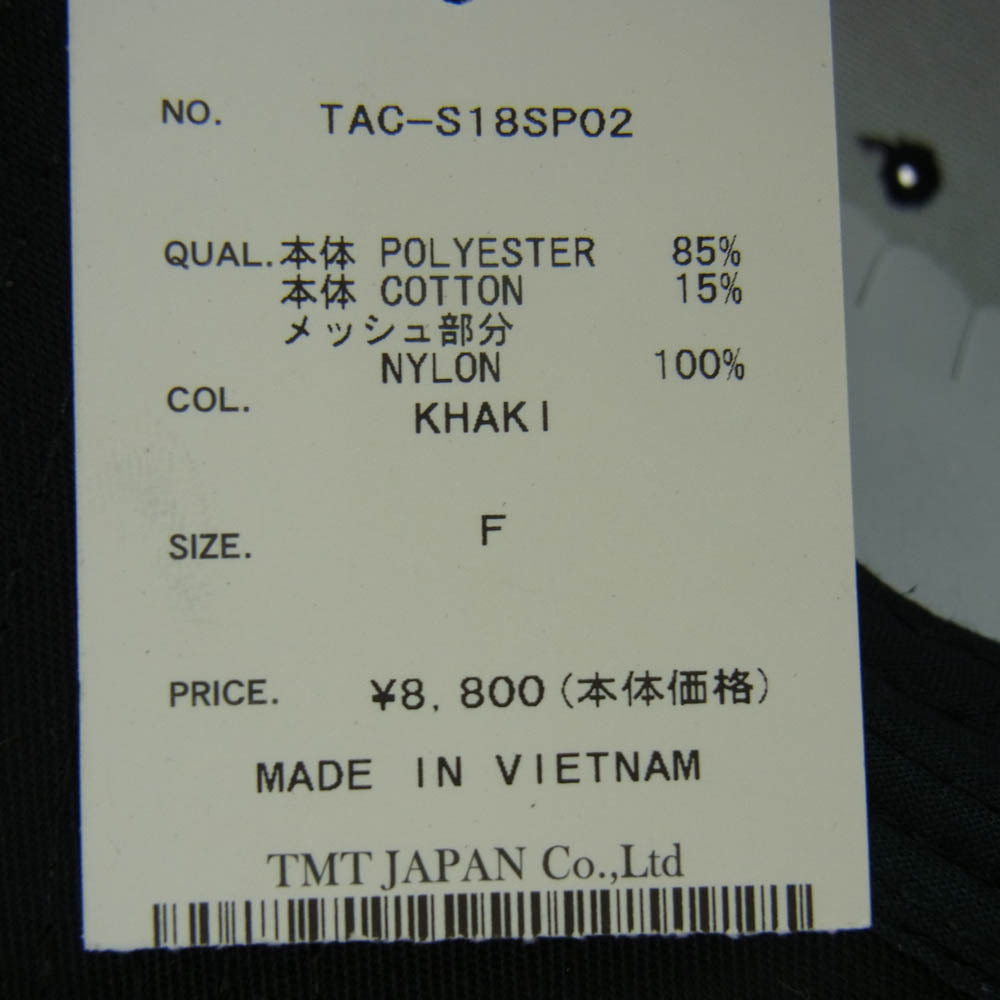 NO. TAC-S18SP02
QUAL. 本体 POLYESTER 85%
本体 COTTON 15%
メッシュ部分
NYLON 100%
COL. KHAKI
SIZE. F
PRICE. ¥8,800(本体価格)
MADE IN VIETNAM
TMT JAPAN Co.,Ltd